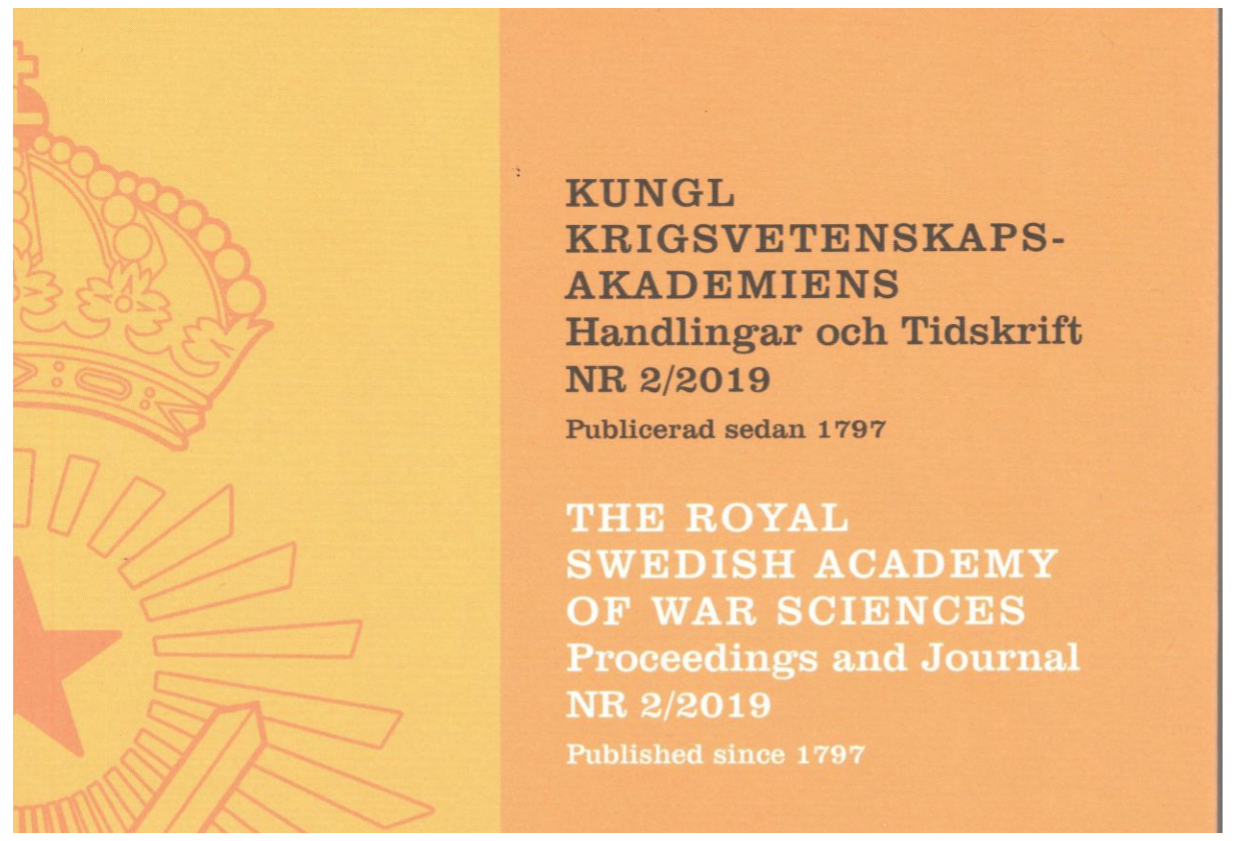 KUNGL
KRIGSVETENSKAPS-
AKADEMIENS
Handlingar och Tidskrift
NR 2/2019
Publicerad sedan 1797
THE ROYAL
SWEDISH ACADEMY
OF WAR SCIENCES
Proceedings and Journal
NR 2/2019
Published since 1797